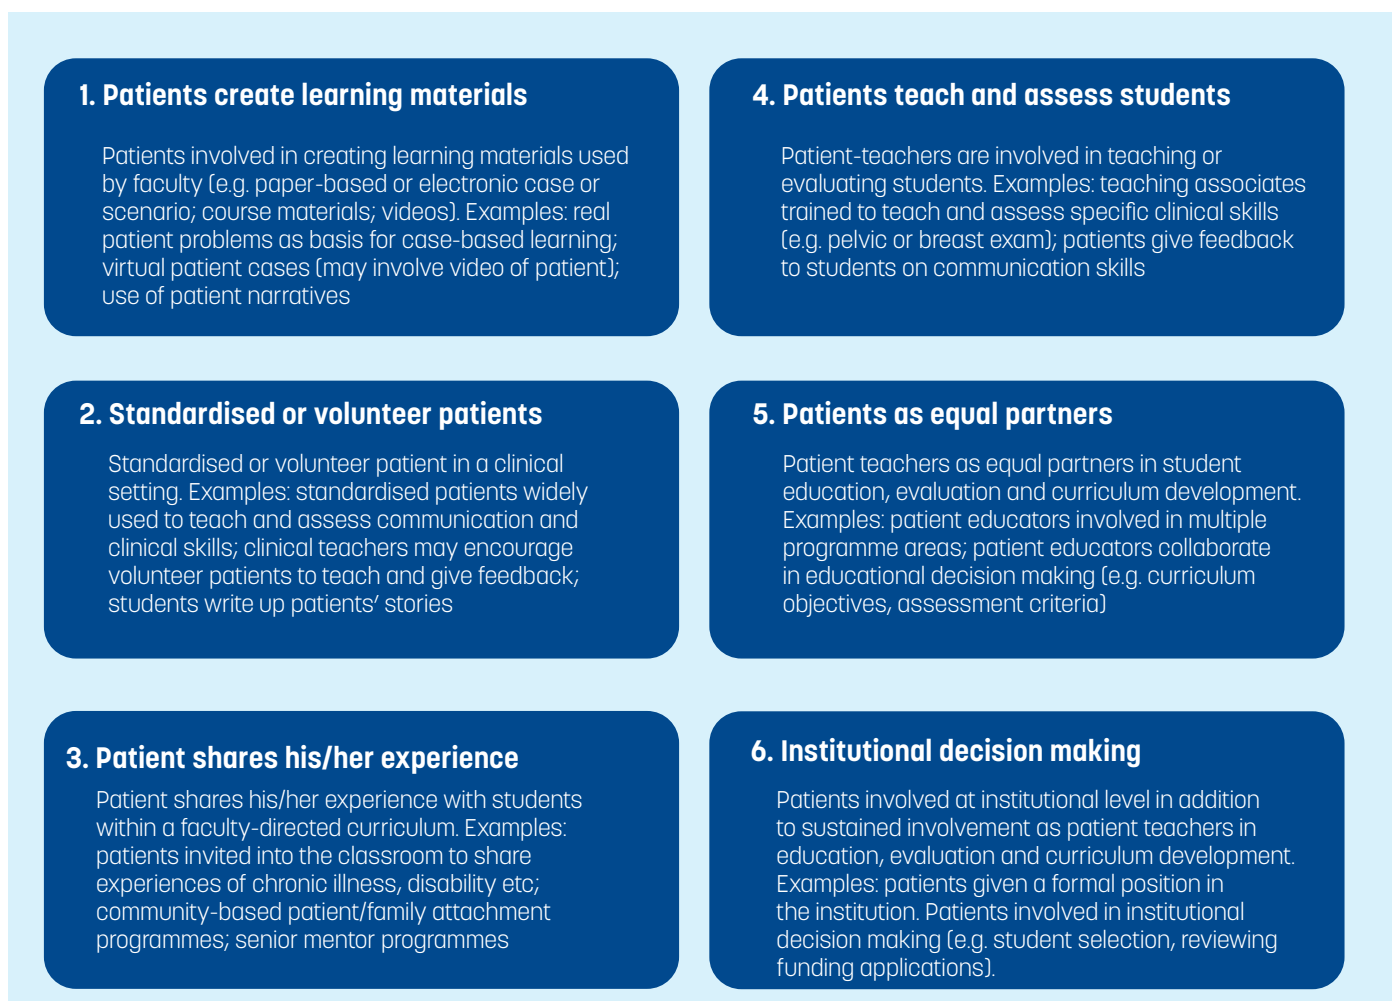 1. Patients create learning materials
Patients involved in creating learning materials used
by faculty (e.g. paper-based or electronic case or
scenario; course materials; videos). Examples: real
patient problems as basis for case-based learning;
virtual patient cases (may involve video of patient);
use of patient narratives
2. Standardised or volunteer patients
Standardised or volunteer patient in a clinical
setting. Examples: standardised patients widely
used to teach and assess communication and
clinical skills; clinical teachers may encourage
volunteer patients to teach and give feedback;
students write up patients’ stories
3. Patient shares his/her experience
Patient shares his/her experience with students
within a faculty-directed curriculum. Examples:
patients invited into the classroom to share
experiences of chronic illness, disability etc;
community-based patient/family attachment
programmes; senior mentor programmes
4. Patients teach and assess students
Patient-teachers are involved in teaching or
evaluating students. Examples: teaching associates
trained to teach and assess specific clinical skills
(e.g. pelvic or breast exam); patients give feedback
to students on communication skills
5. Patients as equal partners
Patient teachers as equal partners in student
education, evaluation and curriculum development.
Examples: patient educators involved in multiple
programme areas; patient educators collaborate
in educational decision making (e.g. curriculum
objectives, assessment criteria)
6. Institutional decision making
Patients involved at institutional level in addition
to sustained involvement as patient teachers in
education, evaluation and curriculum development.
Examples: patients given a formal position in
the institution. Patients involved in institutional
decision making (e.g. student selection, reviewing
funding applications).